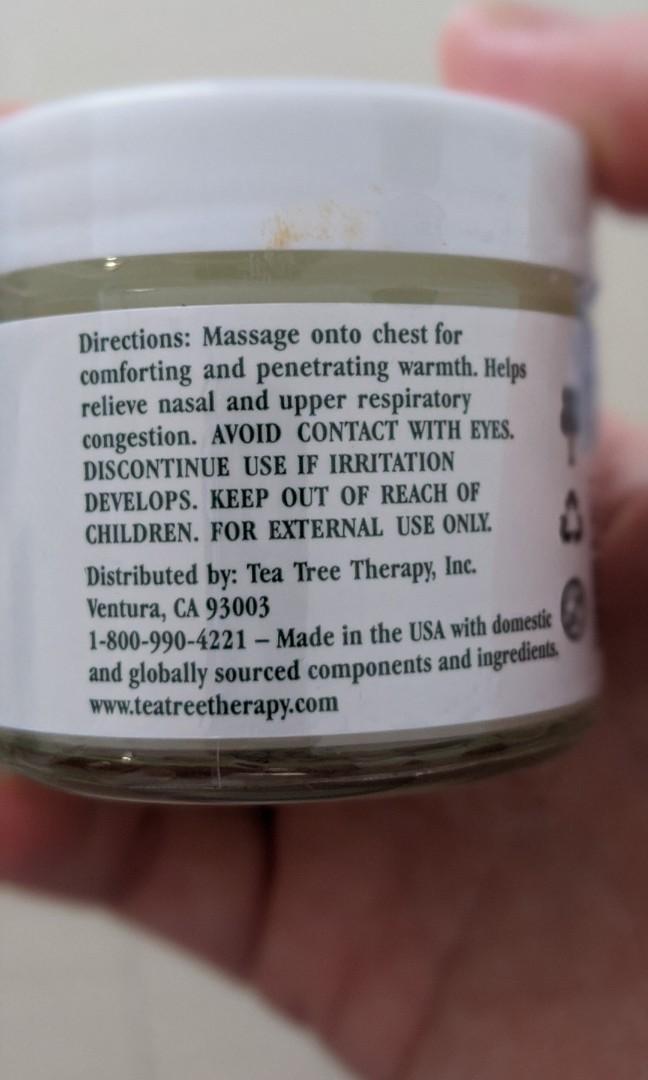 Directions: Massage onto chest for
comforting and penetrating warmth. Helps
relieve nasal and upper respiratory
congestion. AVOID CONTACT WITH EYES.
DISCONTINUE USE IF IRRITATION
DEVELOPS. KEEP OUT OF REACH OF
CHILDREN. FOR EXTERNAL USE ONLY.
Distributed by: Tea Tree Therapy, Inc.
Ventura, CA 93003
1-800-990-4221 – Made in the USA with domestic
and globally sourced components and ingredients.
www.teatreetherapy.com